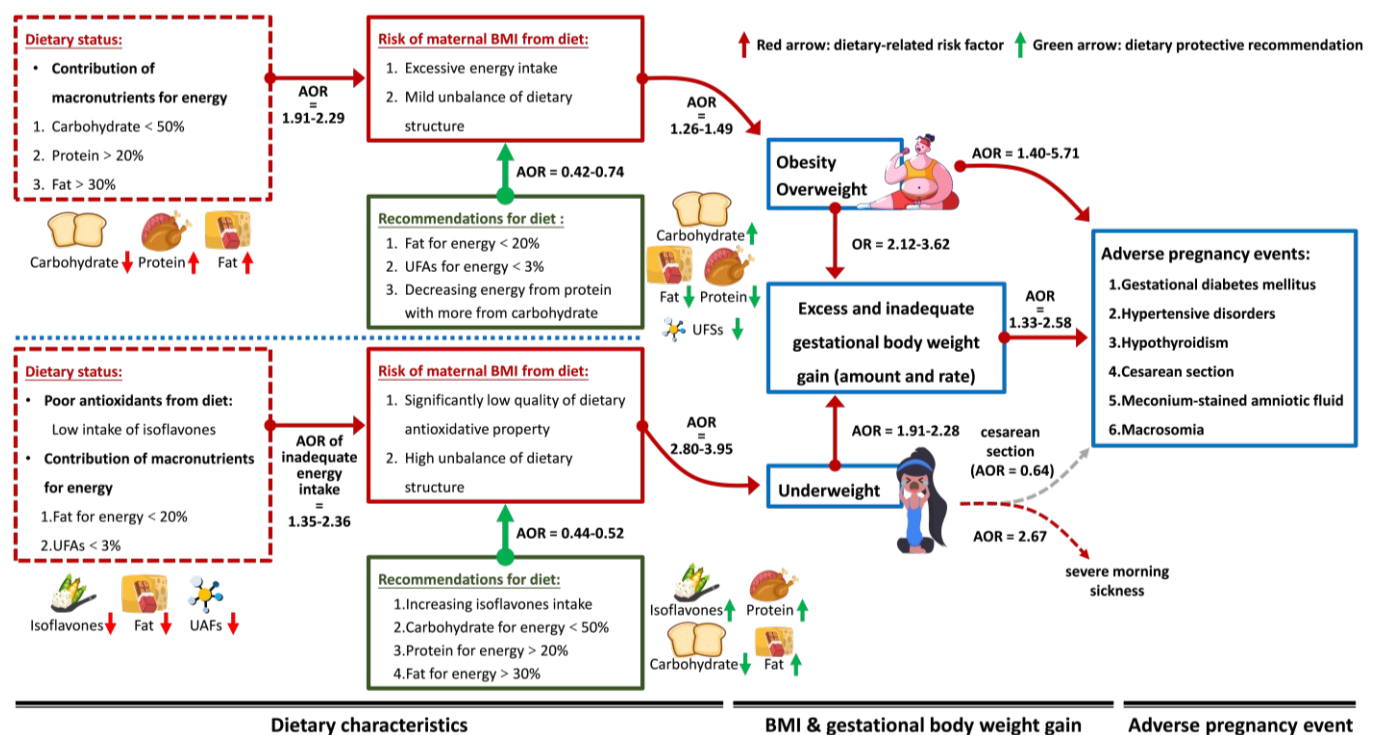 Dietary status:
• Contribution of
macronutrients for energy
1. Carbohydrate < 50%
2. Protein > 20%
3. Fat > 30%
Carbohydrate
Protein
Fat
AOR
=
1.91-2.29
Risk of maternal BMI from diet:
1. Excessive energy intake
2. Mild unbalance of dietary
structure
AOR = 0.42-0.74
Recommendations for diet :
1. Fat for energy < 20%
2. UFAs for energy < 3%
3. Decreasing energy from protein
with more from carbohydrate
Carbohydrate
Fat
Protein
UFSs
Red arrow: dietary-related risk factor
Green arrow: dietary protective recommendation
AOR
=
1.26-1.49
Obesity
Overweight
AOR = 1.40-5.71
OR = 2.12-3.62
Excess and inadequate
gestational body weight
gain (amount and rate)
AOR
=
1.33-2.58
Adverse pregnancy events:
1.Gestational diabetes mellitus
2.Hypertensive disorders
3.Hypothyroidism
4.Cesarean section
5.Meconium-stained amniotic fluid
6.Macrosomia
Dietary status:
• Poor antioxidants from diet:
Low intake of isoflavones
• Contribution of macronutrients
for energy
1.Fat for energy < 20%
2.UFAs < 3%
Isoflavones
Fat
UAFs
AOR of
inadequate
energy
intake
=
1.35-2.36
Risk of maternal BMI from diet:
1. Significantly low quality of dietary
antioxidative property
2. High unbalance of dietary
structure
AOR = 0.44-0.52
Recommendations for diet:
1.Increasing isoflavones intake
2.Carbohydrate for energy < 50%
3.Protein for energy > 20%
4.Fat for energy > 30%
Isoflavones
Protein
Carbohydrate
Fat
AOR
=
2.80-3.95
Underweight
AOR = 1.91-2.28
cesarean
section
(AOR = 0.64)
AOR = 2.67
severe morning
sickness
Dietary characteristics
BMI & gestational body weight gain
Adverse pregnancy event